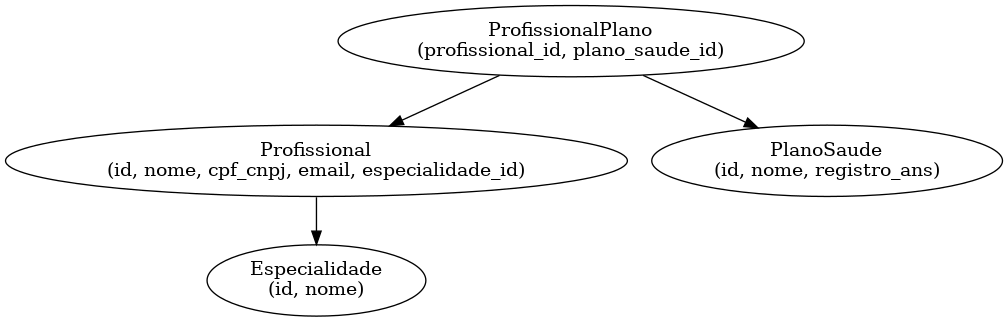 ProfissionalPlano
(profissional_id, plano_saude_id)
Profissional
(id, nome, cpf_cnpj, email, especialidade_id)
PlanoSaude
(id, nome, registro_ans)
Especialidade
(id, nome)